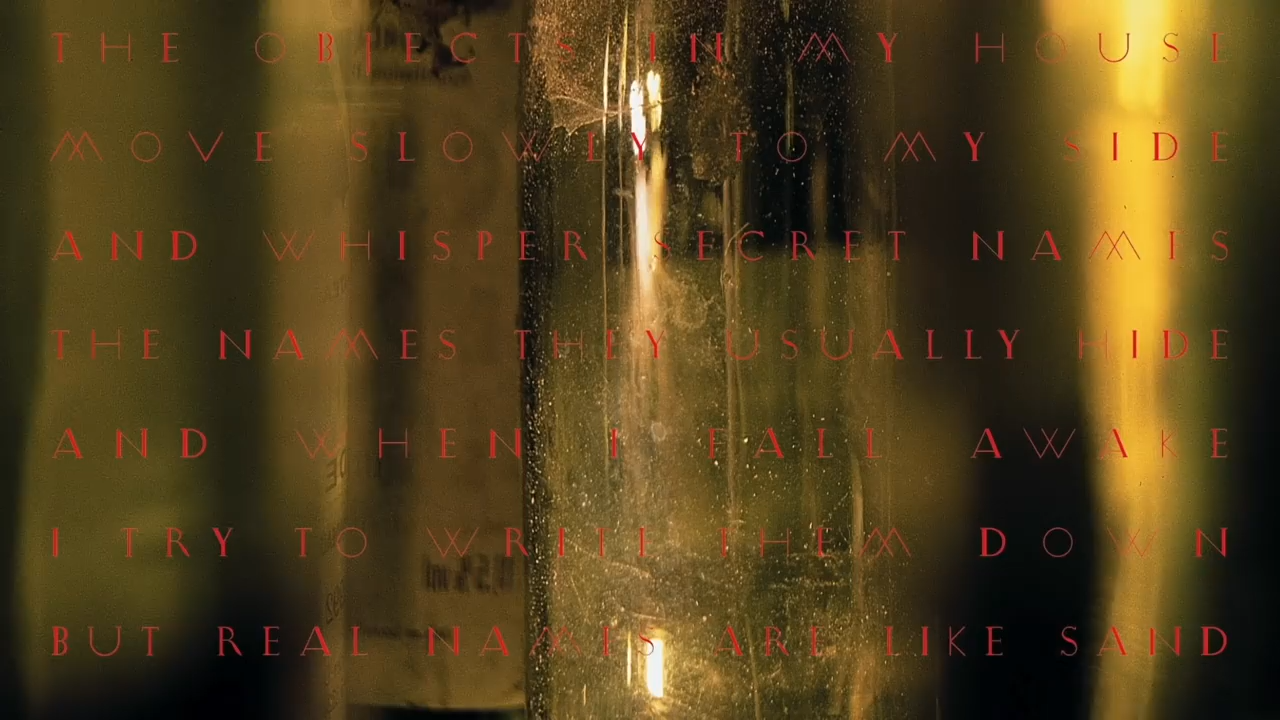 THE OBJECTS IN MY HOUSE
MOVE SLOWLY TO MY SIDE
AND WHISPER SECRET NAMES
THE NAMES THEY USUALLY HIDE
AND WHEN I FALL AWAKE
I TRY TO WRITE THEM DOWN
BUT REAL NAMES ARE LIKE SAND